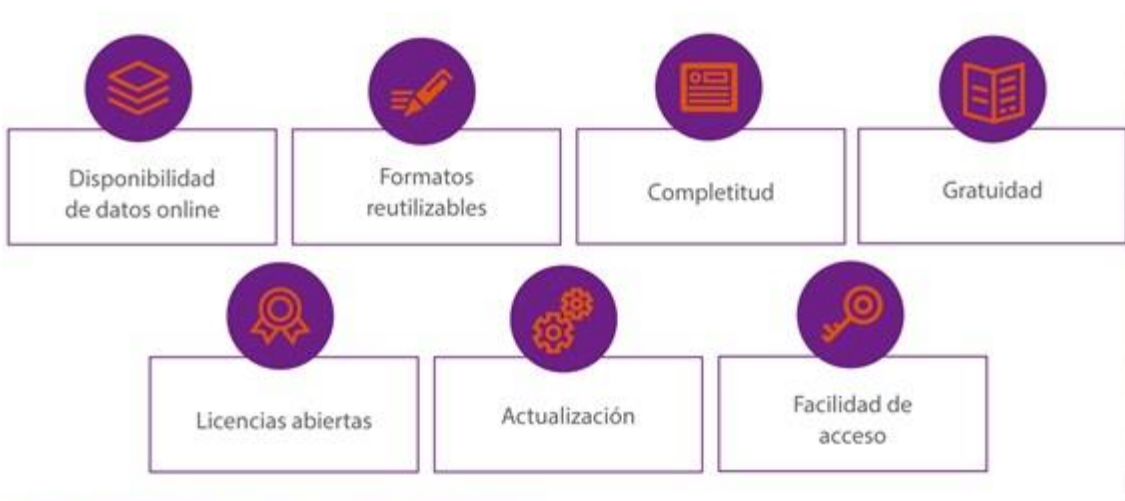 Disponibilidad
de datos online
Formatos
reutilizables
Completitud
Gratuidad
Licencias abiertas
Actualización
Facilidad de
acceso